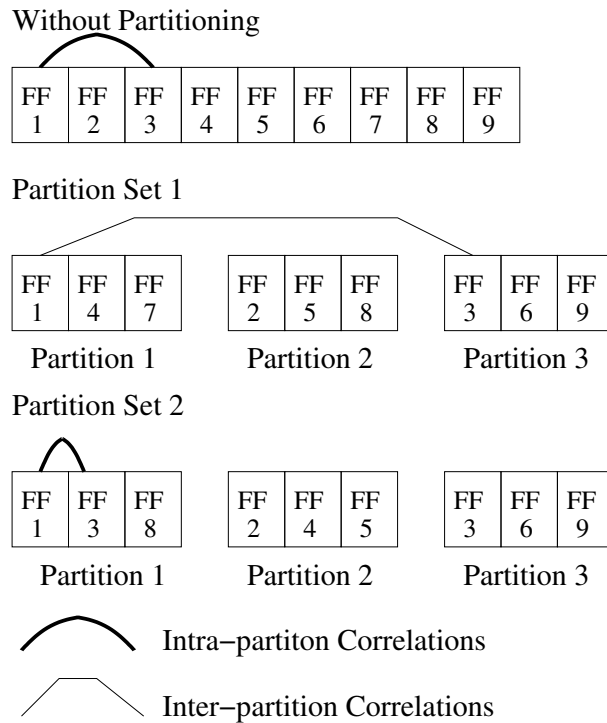 Without Partitioning
FF FF FF FF FF FF FF FF FF
1 2 3 4 5 6 7 8 9
Partition Set 1
FF FF FF FF FF FF FF FF FF
1 4 7 2 5 8 3 6 9
Partition 1 Partition 2 Partition 3
Partition Set 2
FF FF FF FF FF FF FF FF FF
1 3 8 2 4 5 3 6 9
Partition 1 Partition 2 Partition 3
Intra-partiton Correlations
Inter-partition Correlations